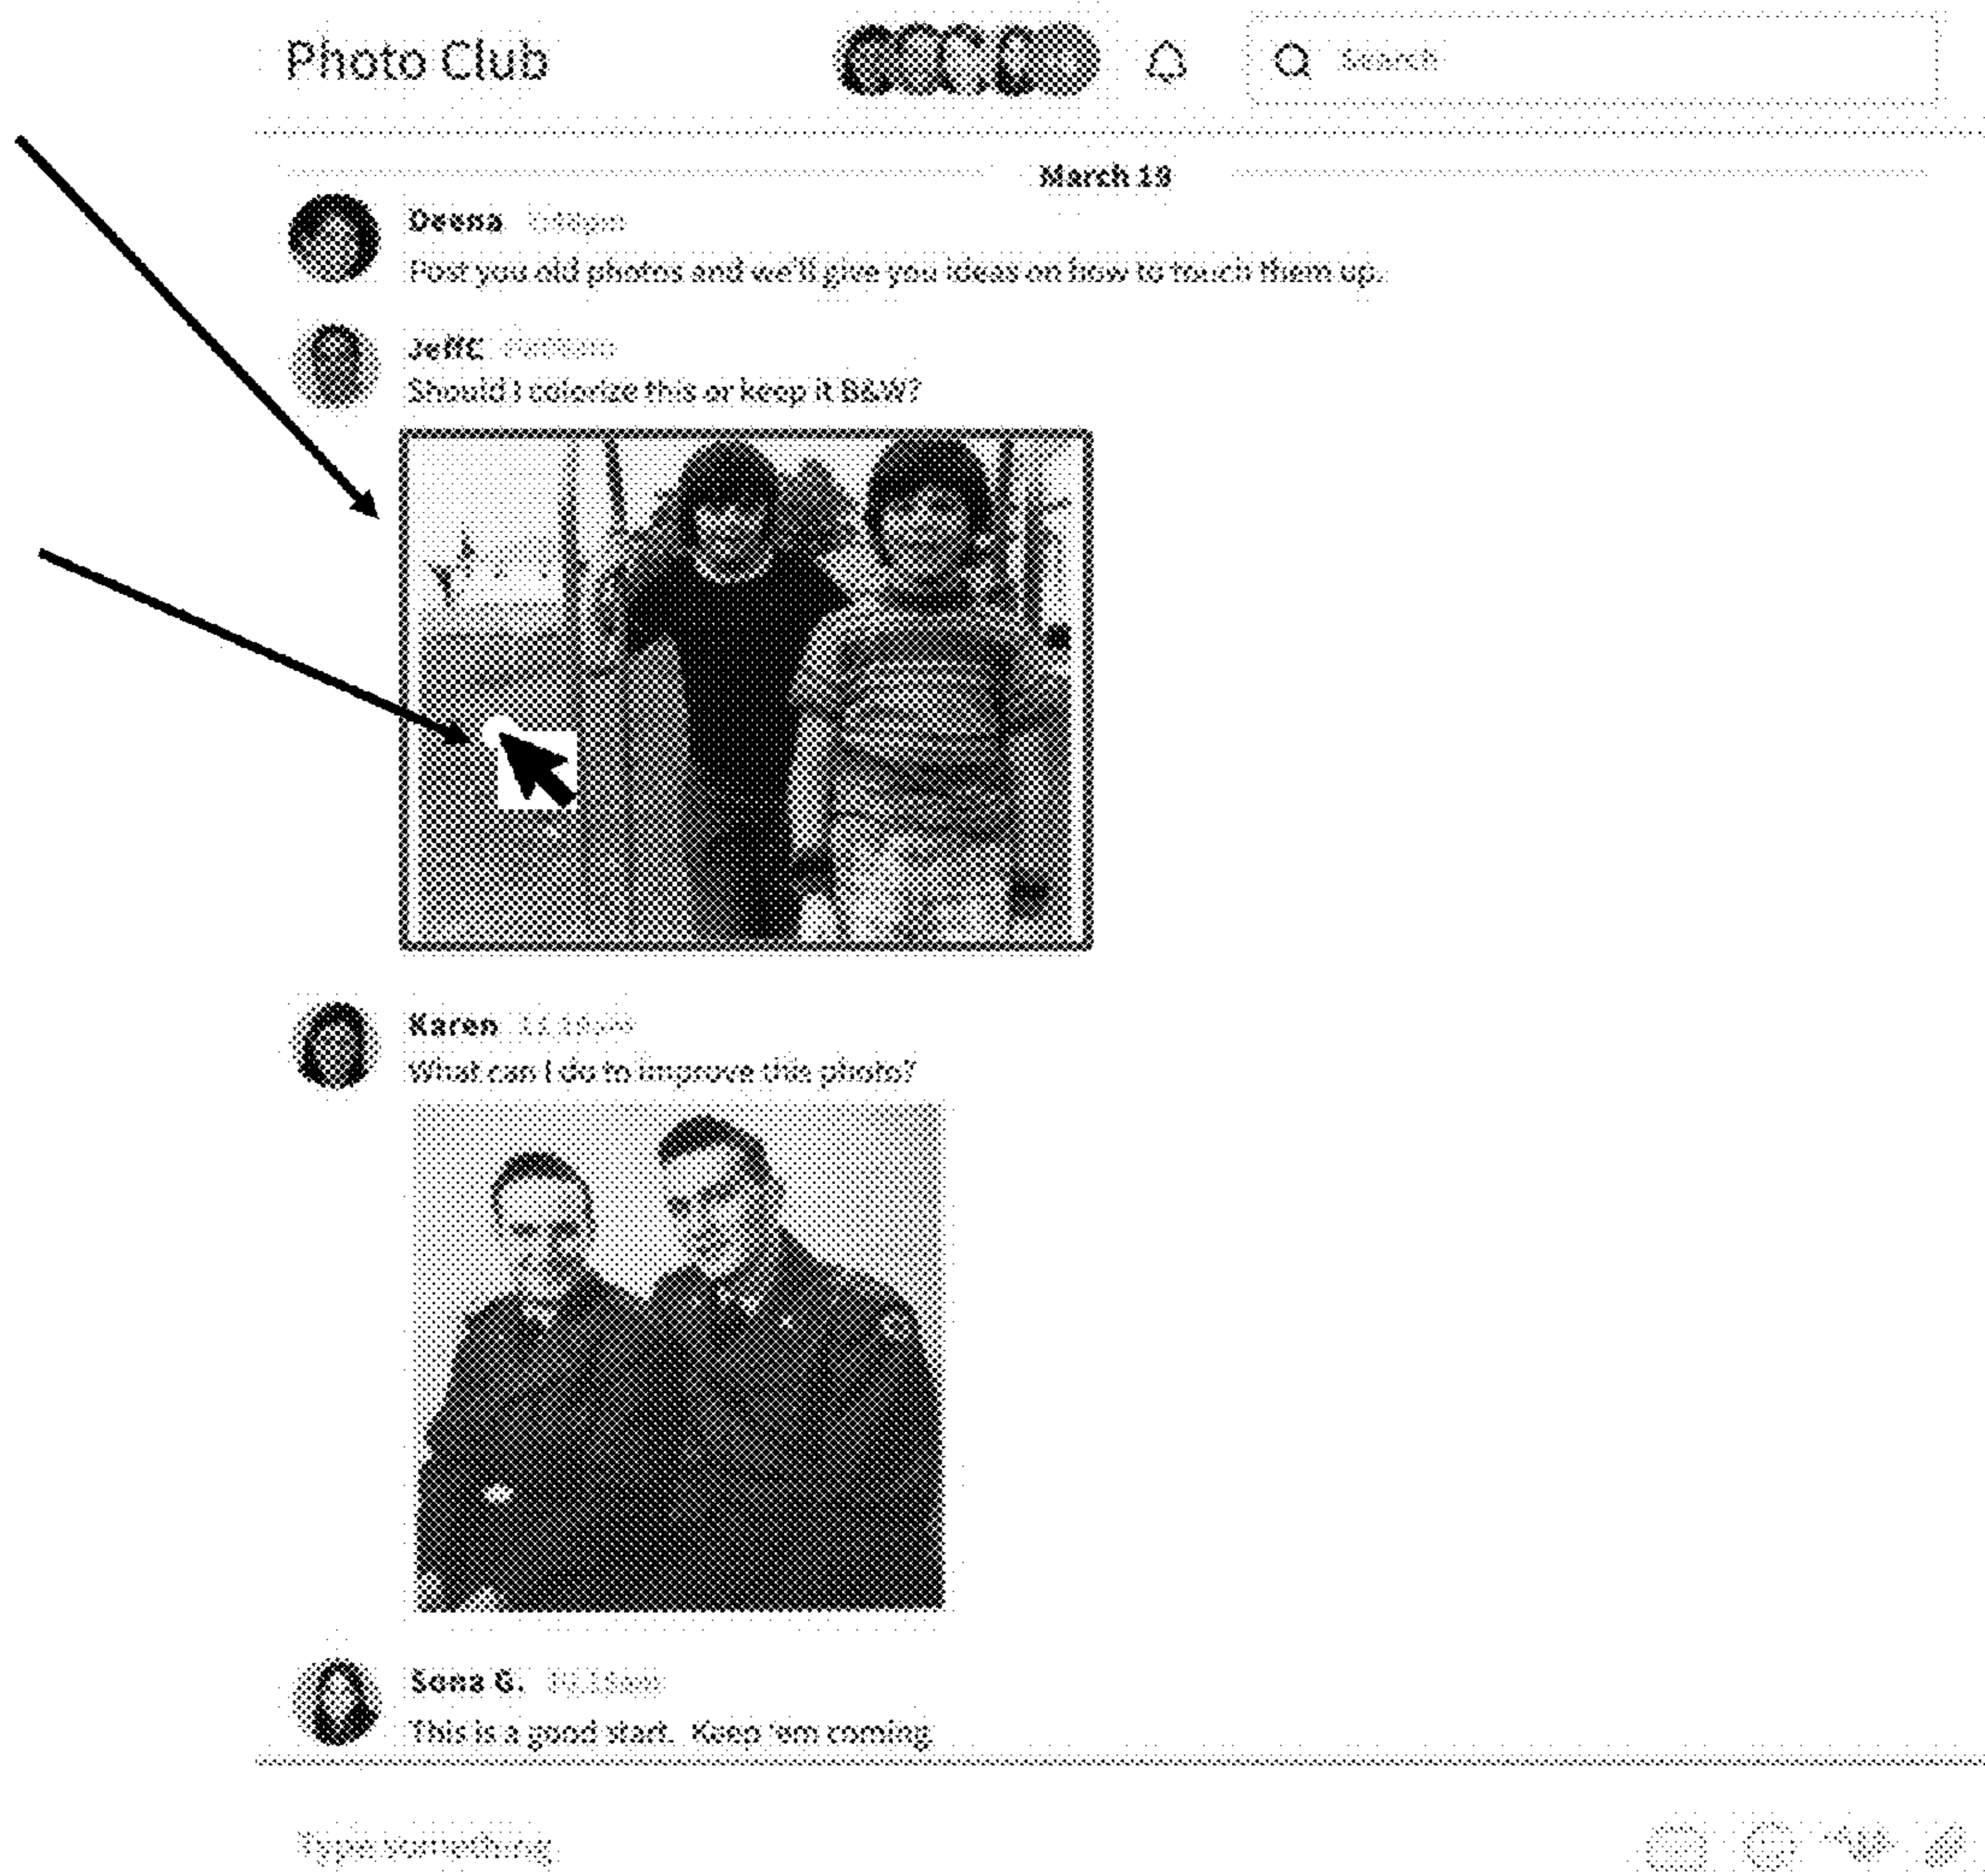 Photo Club
Search
March 18
Deena
Post you old photos and we'll give you ideas on how to touch them up.
JeffC
Should I colorize this or keep it B&W?
Karen
What can I do to improve this photo?
Sona G.
This is a good start. Keep 'em coming
Type something